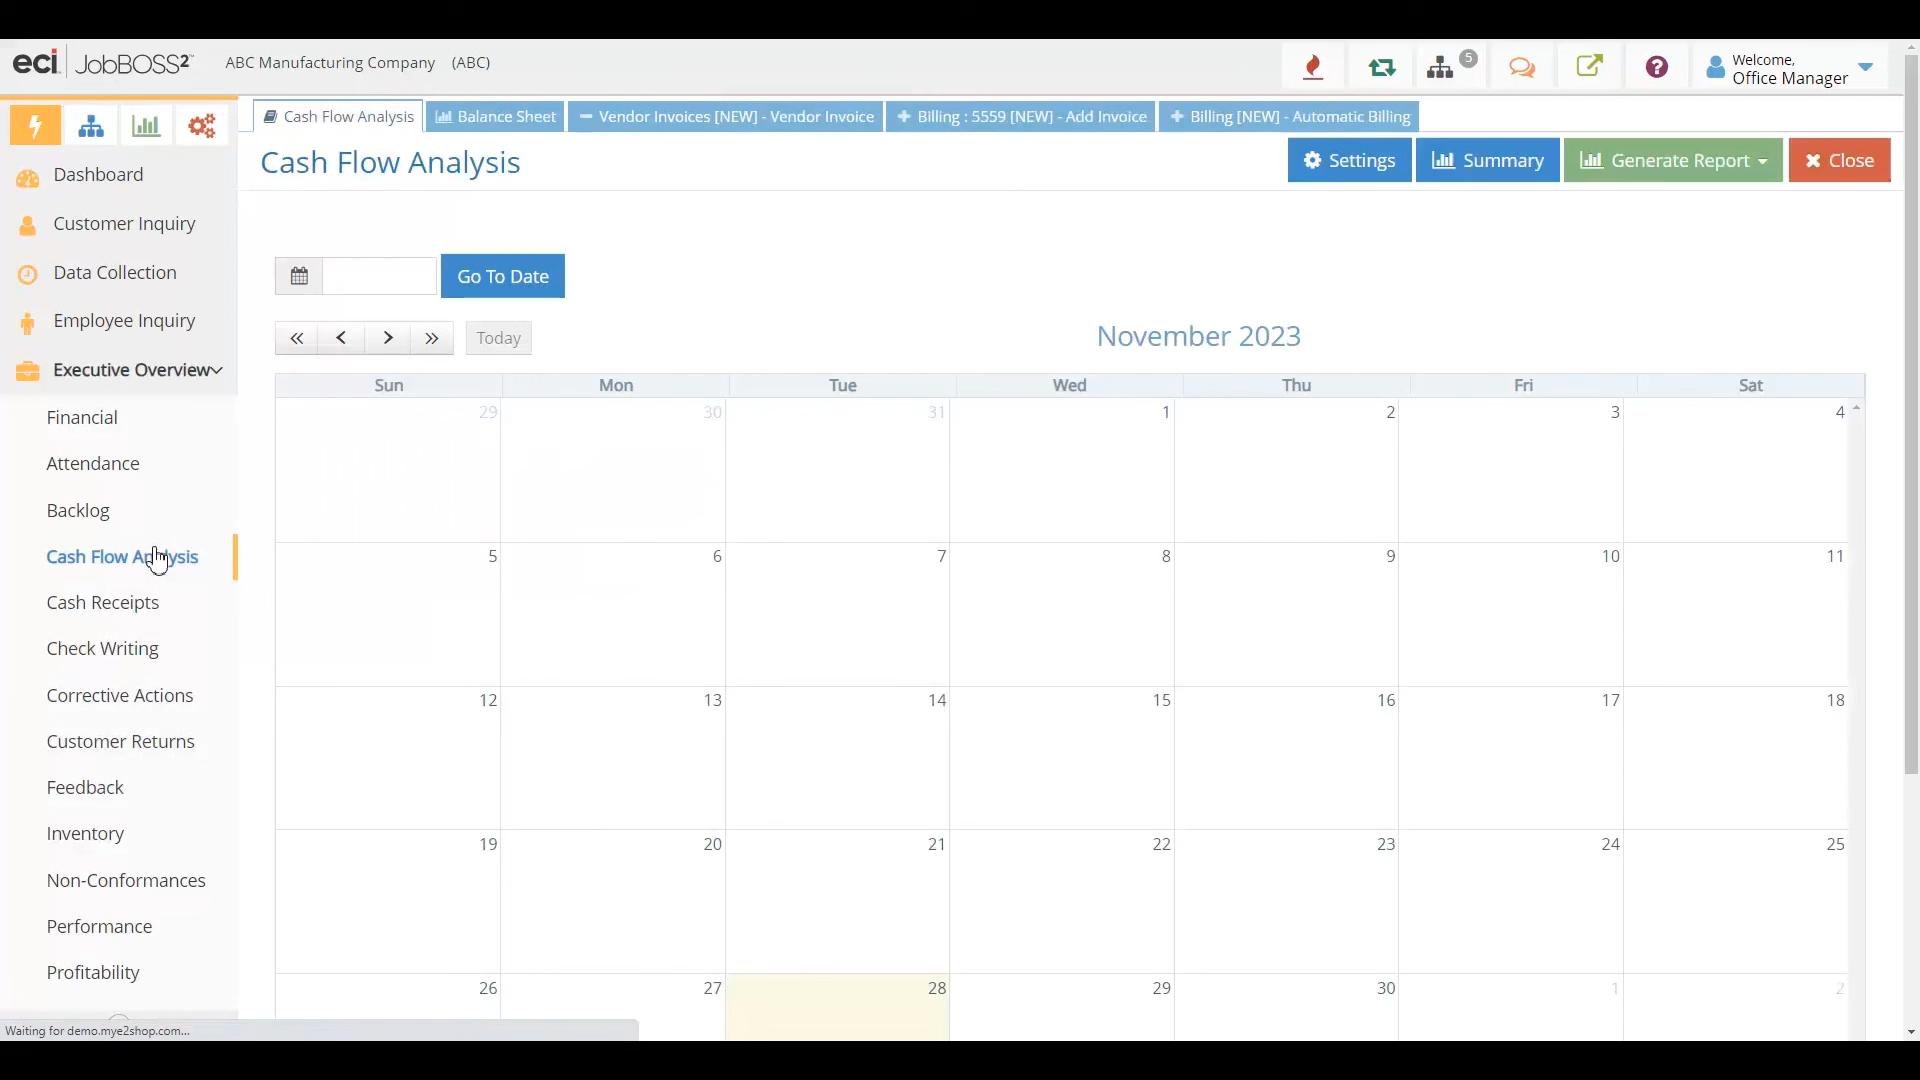 eci JobBOSS²™ ABC Manufacturing Company (ABC) 5 Welcome,
Office Manager
Cash Flow Analysis Balance Sheet Vendor Invoices [NEW] - Vendor Invoice Billing : 5559 [NEW] - Add Invoice Billing [NEW] - Automatic Billing
Cash Flow Analysis Settings Summary Generate Report Close
Dashboard
Customer Inquiry
Data Collection
Employee Inquiry
Executive Overview
Financial
Attendance
Backlog
Cash Flow Analysis
Cash Receipts
Check Writing
Corrective Actions
Customer Returns
Feedback
Inventory
Non-Conformances
Performance
Profitability
Go To Date
Today November 2023
Sun Mon Tue Wed Thu Fri Sat
29 30 31 1 2 3 4
5 6 7 8 9 10 11
12 13 14 15 16 17 18
19 20 21 22 23 24 25
26 27 28 29 30 1 2
Waiting for demo.mye2shop.com...